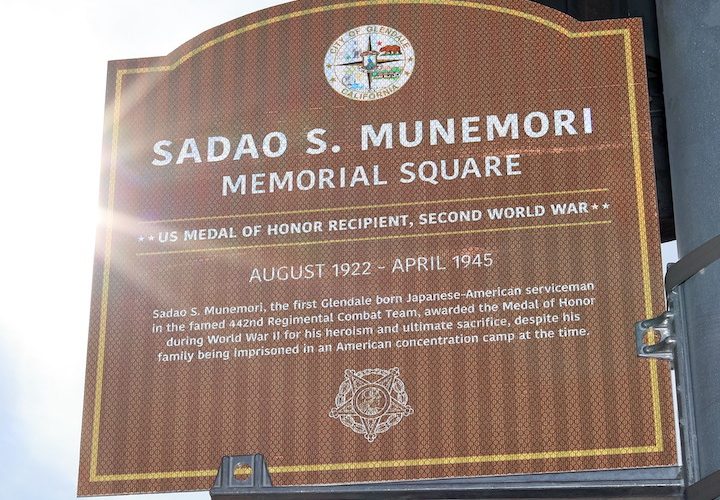 CITY OF GLENDALE
CALIFORNIA
SADAO S. MUNEMORI
MEMORIAL SQUARE
★★US MEDAL OF HONOR RECIPIENT, SECOND WORLD WAR★★
AUGUST 1922 - APRIL 1945
Sadao S. Munemori, the first Glendale born Japanese-American serviceman
in the famed 442nd Regimental Combat Team, awarded the Medal of Honor
during World War II for his heroism and ultimate sacrifice, despite his
family being imprisoned in an American concentration camp at the time.